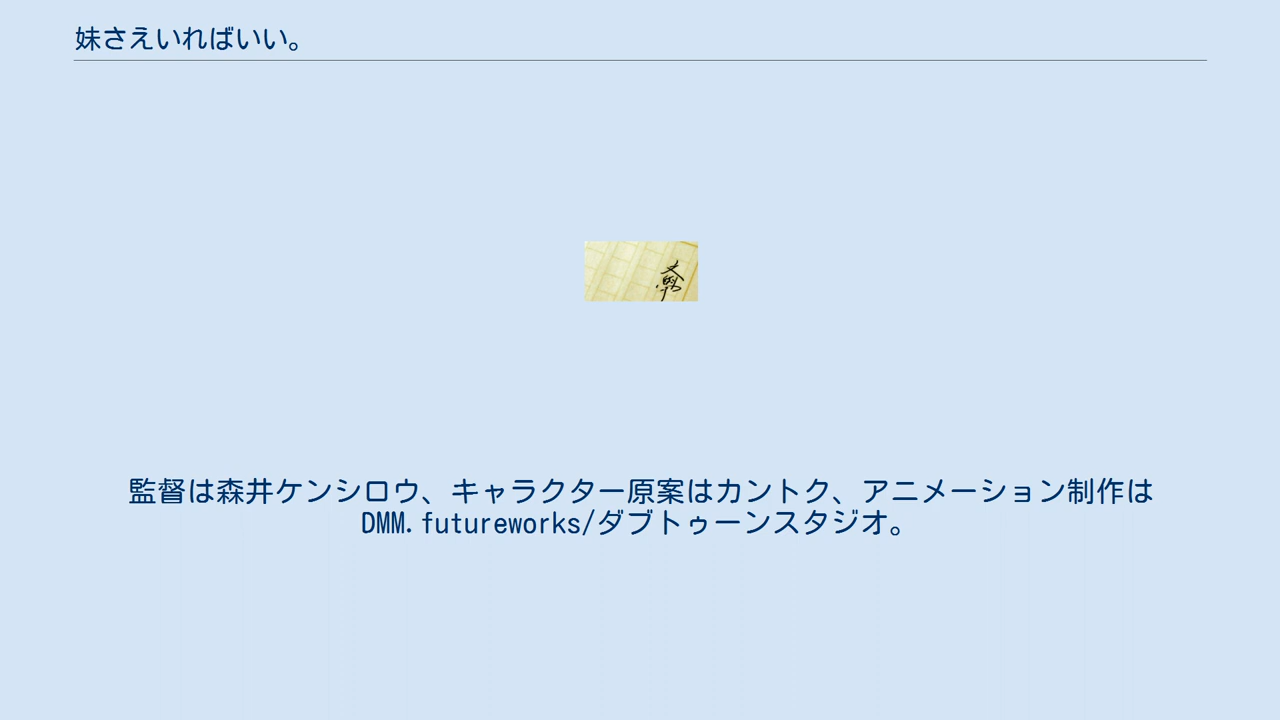 妹さえいればいい。
監督は森井ケンシロウ、キャラクター原案はカントク、アニメーション制作は
DMM.futureworks/ダブトゥーンスタジオ。